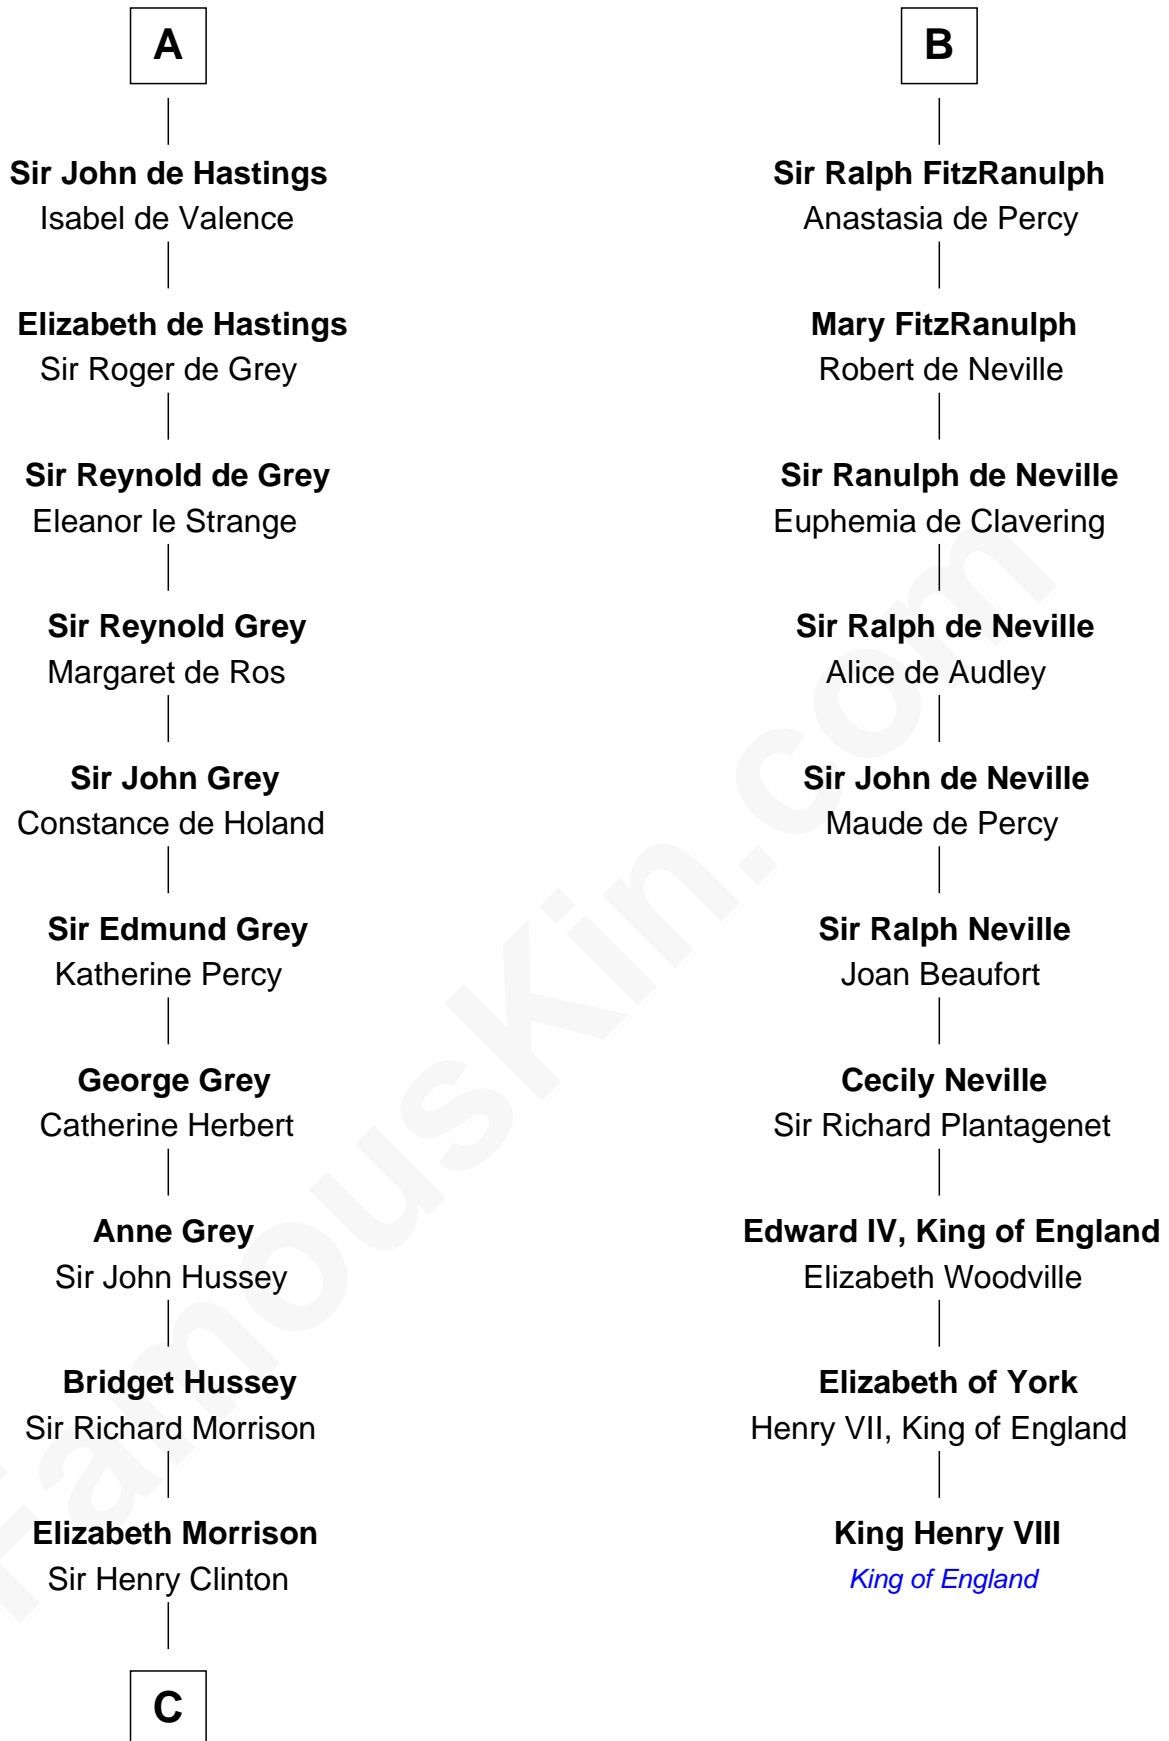 A
Sir John de Hastings
Isabel de Valence
Elizabeth de Hastings
Sir Roger de Grey
Sir Reynold de Grey
Eleanor le Strange
Sir Reynold Grey
Margaret de Ros
Sir John Grey
Constance de Holand
Sir Edmund Grey
Katherine Percy
George Grey
Catherine Herbert
Anne Grey
Sir John Hussey
Bridget Hussey
Sir Richard Morrison
Elizabeth Morrison
Sir Henry Clinton
C
B
Sir Ralph FitzRanulph
Anastasia de Percy
Mary FitzRanulph
Robert de Neville
Sir Ranulph de Neville
Euphemia de Clavering
Sir Ralph de Neville
Alice de Audley
Sir John de Neville
Maude de Percy
Sir Ralph Neville
Joan Beaufort
Cecily Neville
Sir Richard Plantagenet
Edward IV, King of England
Elizabeth Woodville
Elizabeth of York
Henry VII, King of England
King Henry VIII
King of England
FamousKin.com